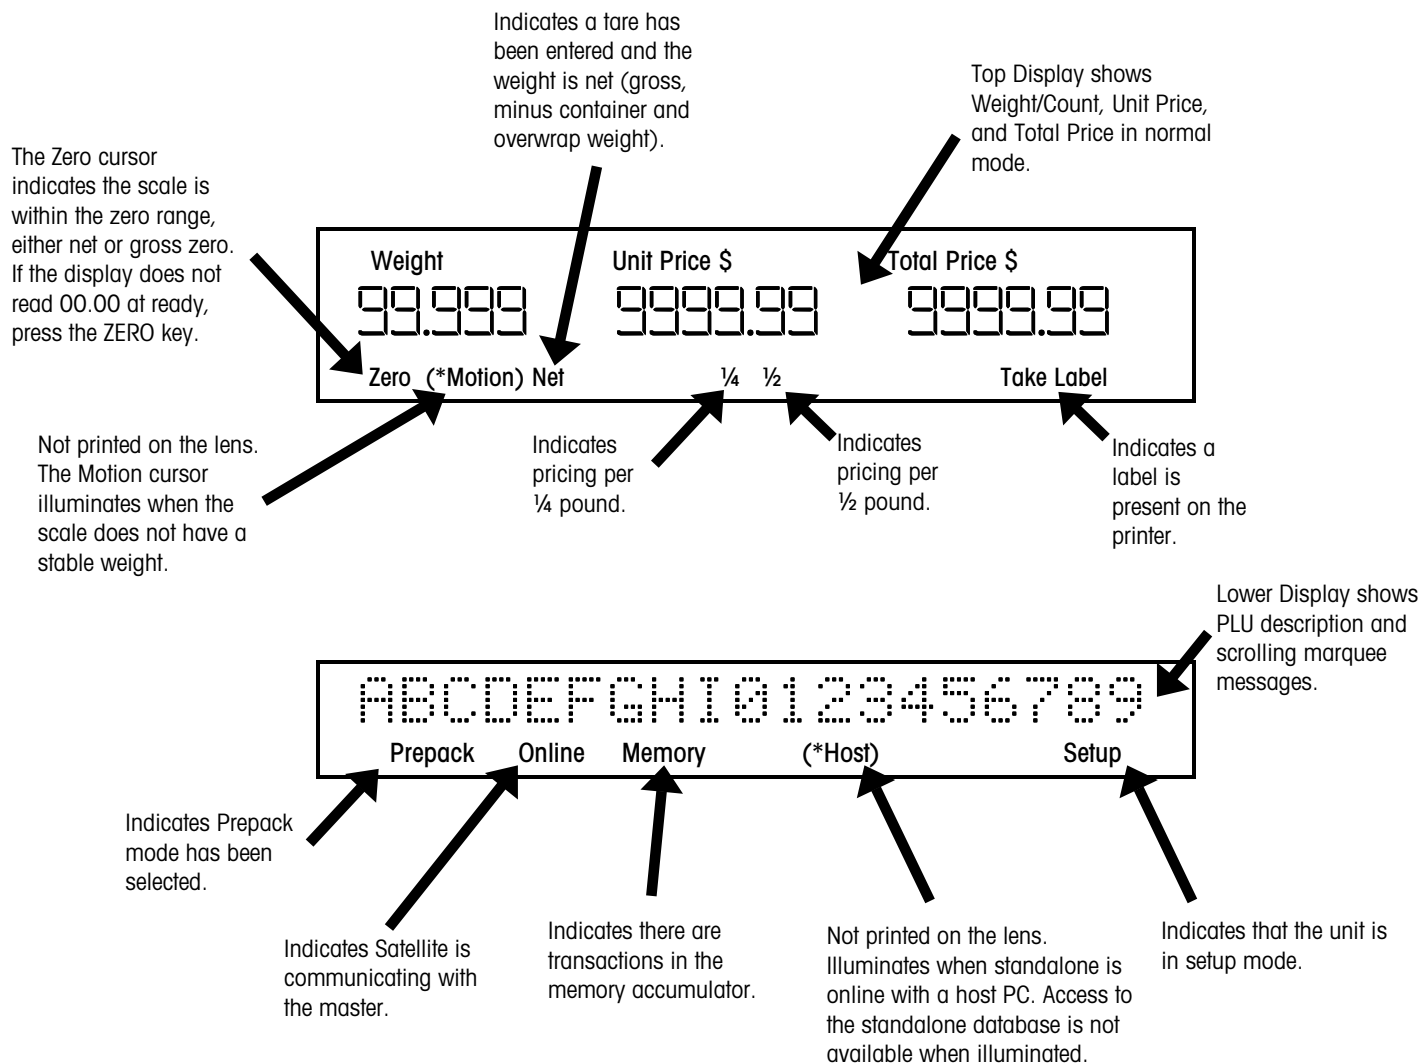 Indicates a tare has
been entered and the
weight is net (gross,
minus container and
overwrap weight).
Top Display shows
Weight/Count, Unit Price,
and Total Price in normal
mode.
The Zero cursor
indicates the scale is
within the zero range,
either net or gross zero.
If the display does not
read 00.00 at ready,
press the ZERO key.
Weight Unit Price $ Total Price $
99.999 9999.99 9999.99
Zero (*Motion) Net ¼ ½ Take Label
Not printed on the lens.
The Motion cursor
illuminates when the
scale does not have a
stable weight.
Indicates
pricing per
¼ pound.
Indicates
pricing per
½ pound.
Indicates a
label is
present on the
printer.
Lower Display shows
PLU description and
scrolling marquee
messages.
ABCDEFGHI0123456789
Prepack Online Memory (*Host) Setup
Indicates Prepack
mode has been
selected.
Indicates Satellite is
communicating with
the master.
Indicates there are
transactions in the
memory accumulator.
Not printed on the lens.
Illuminates when standalone is
online with a host PC. Access to
the standalone database is not
available when illuminated.
Indicates that the unit is
in setup mode.